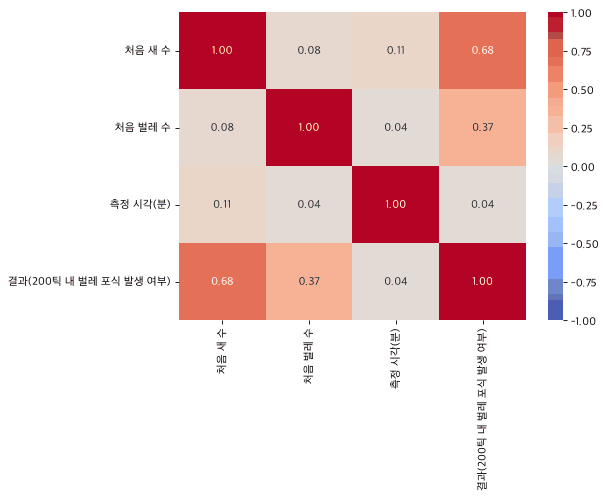 처음 새 수
처음 벌레 수
측정 시각(분)
결과(200틱 내 벌레 포식 발생 여부)
1.00 0.08 0.11 0.68
0.08 1.00 0.04 0.37
0.11 0.04 1.00 0.04
0.68 0.37 0.04 1.00
처음 새 수
처음 벌레 수
측정 시각(분)
결과(200틱 내 벌레 포식 발생 여부)
1.00
0.75
0.50
0.25
0.00
-0.25
-0.50
-0.75
-1.00